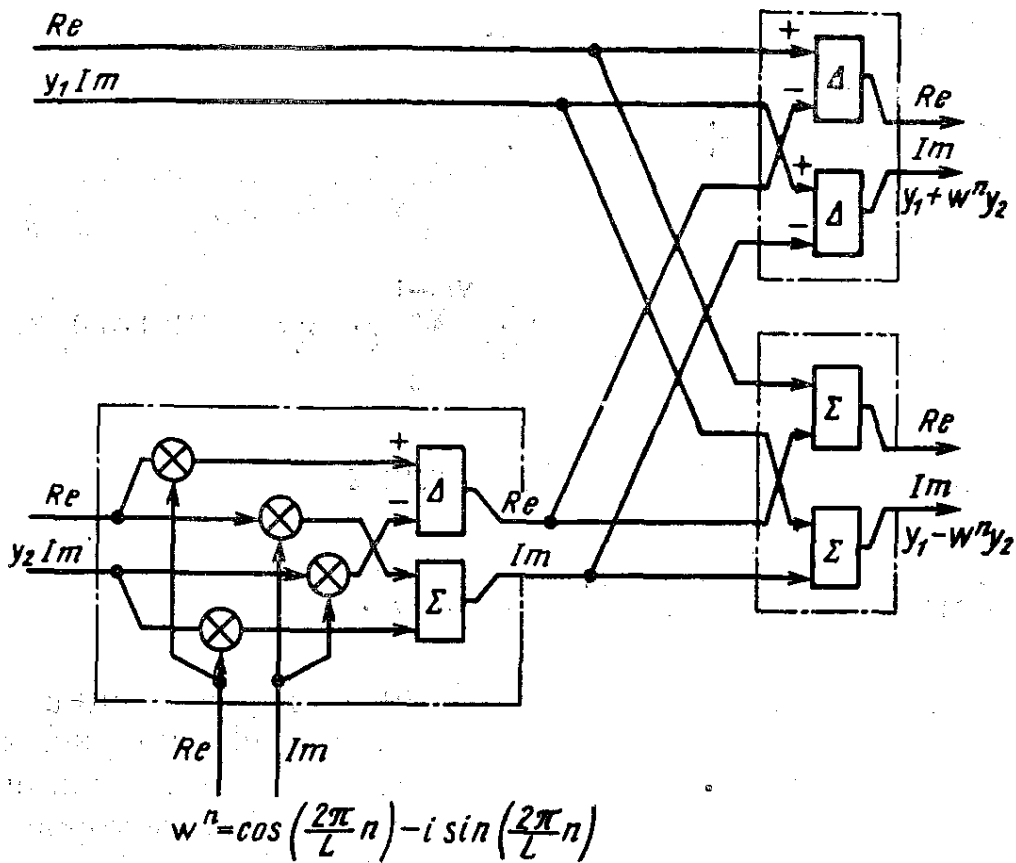 Re
y₁ Im
+
Δ
−
Re
Im
+
Δ
−
y₁ + wⁿy₂
Σ
Re
Im
Σ
y₁ − wⁿy₂
+
Δ
−
Re
Re
y₂ Im
Im
Σ
Re
Im
wⁿ = cos(2π/L n) − i sin(2π/L n)